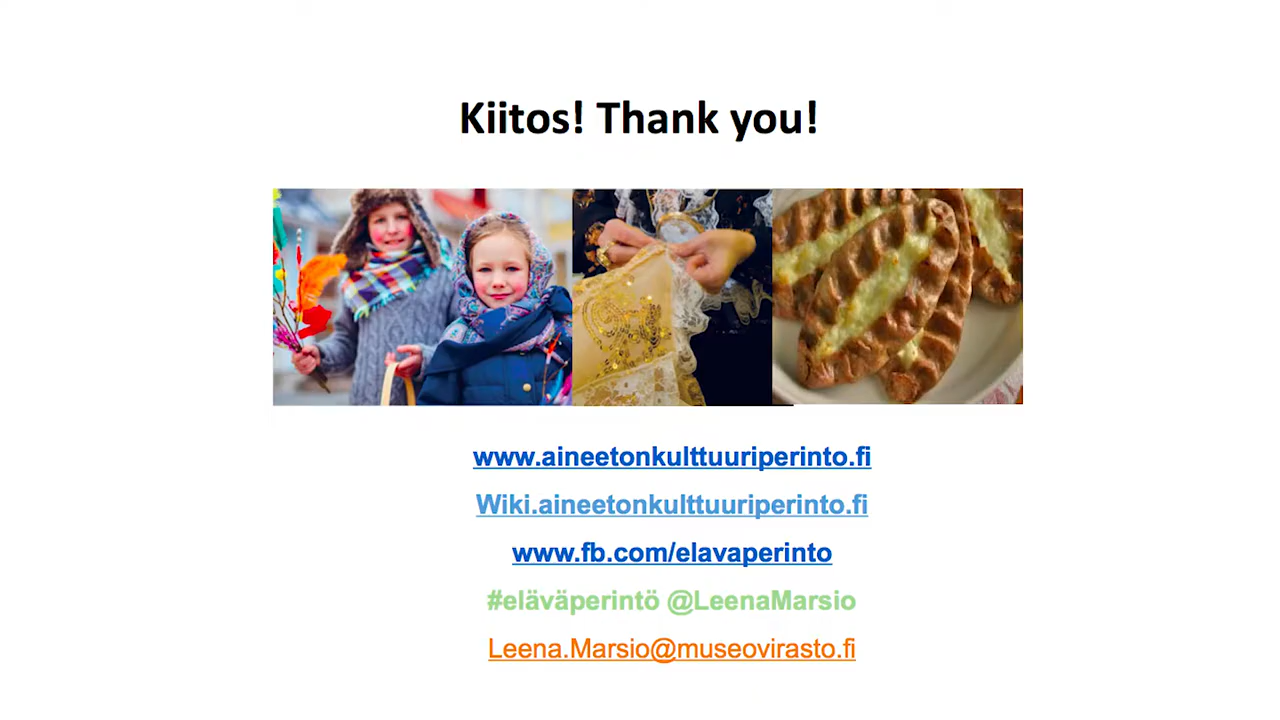 Kiitos! Thank you!
www.aineetonkulttuuriperinto.fi
Wiki.aineetonkulttuuriperinto.fi
www.fb.com/elavaperinto
#eläväperintö @LeenaMarsio
Leena.Marsio@museovirasto.fi